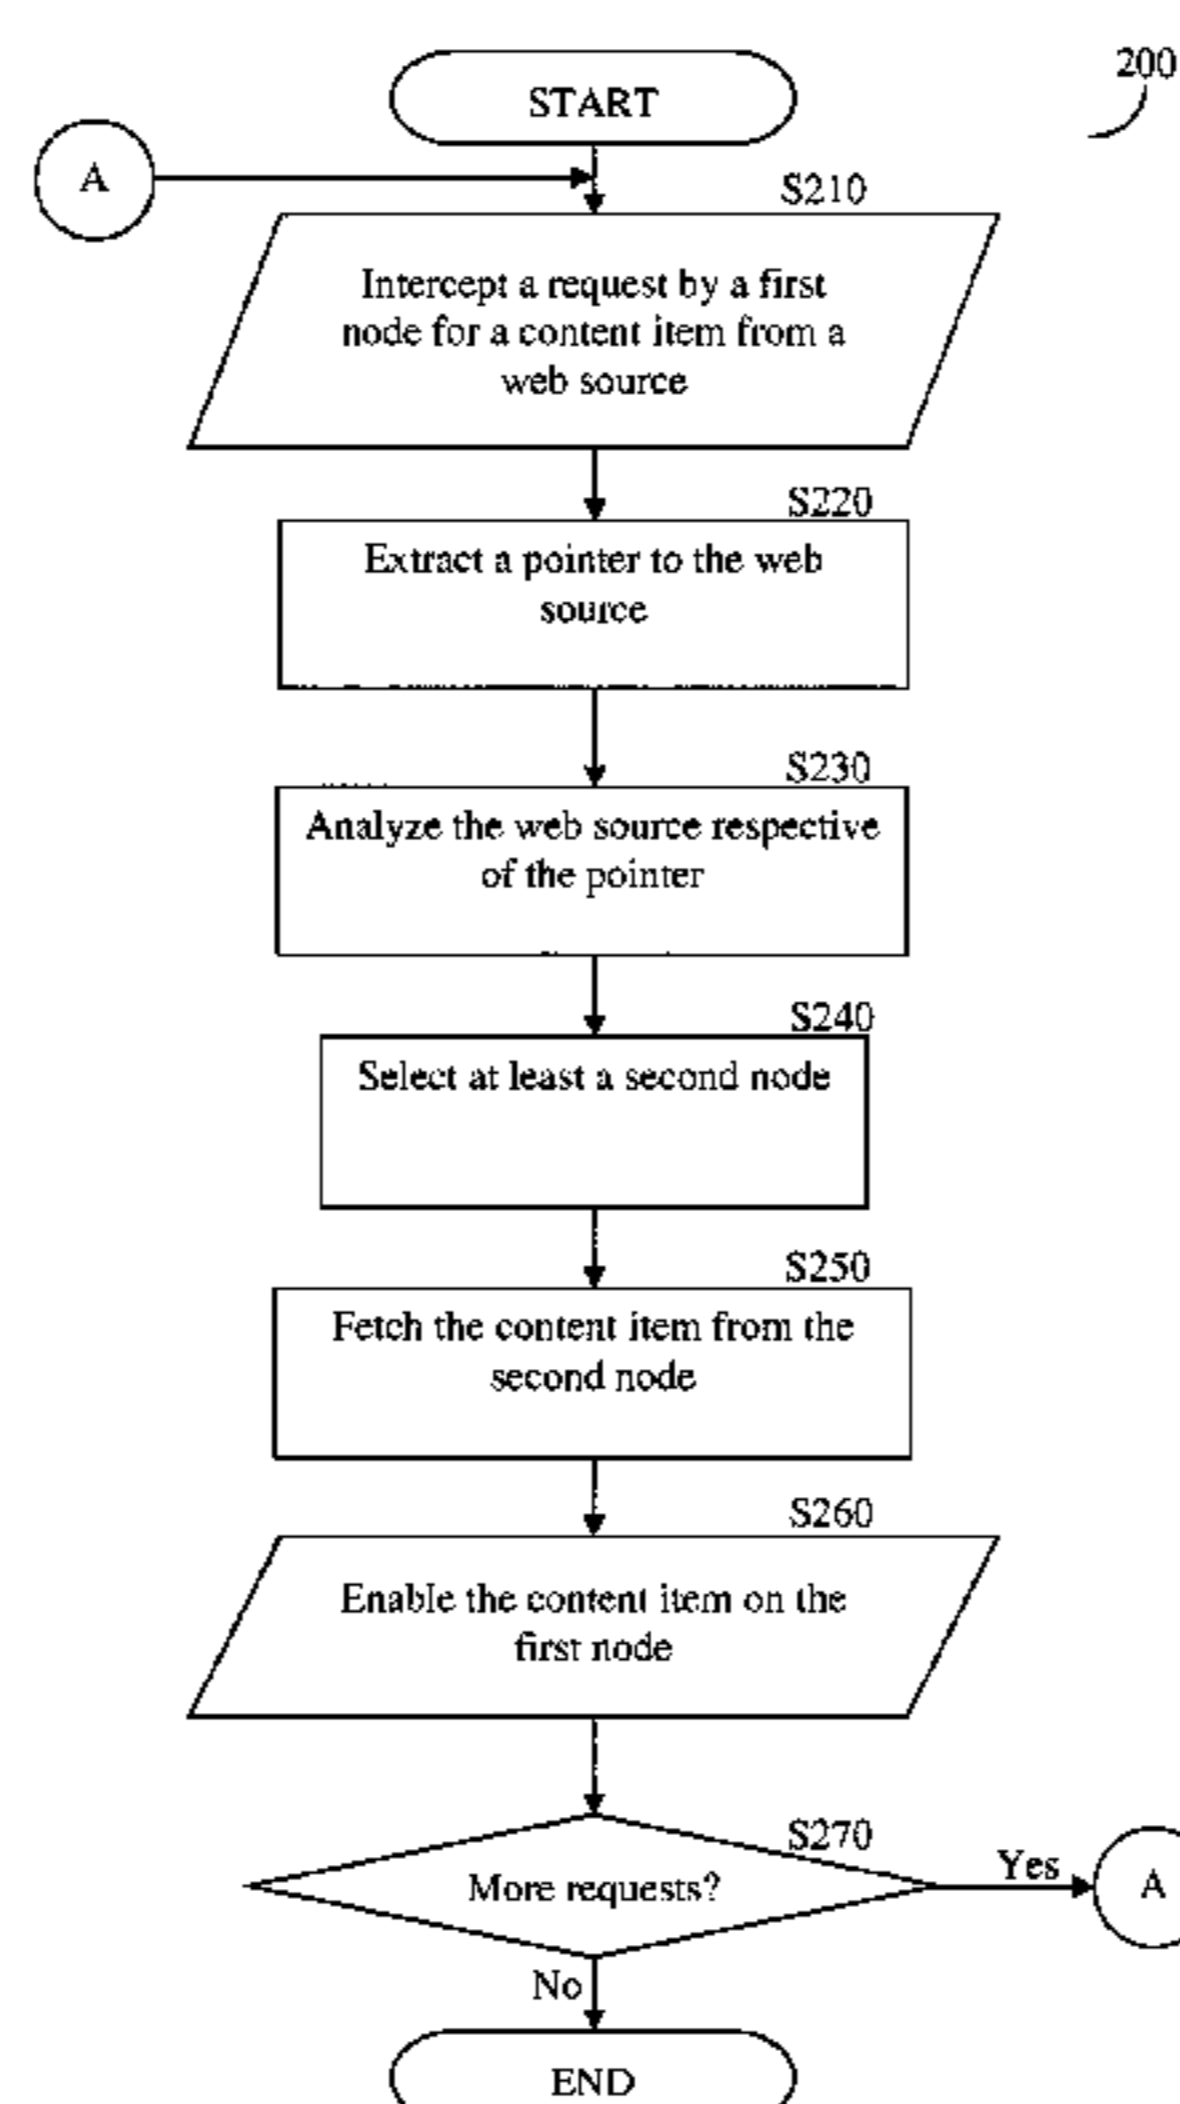 200
START
A
S210
Intercept a request by a first
node for a content item from a
web source
S220
Extract a pointer to the web
source
S230
Analyze the web source respective
of the pointer
S240
Select at least a second node
S250
Fetch the content item from the
second node
S260
Enable the content item on the
first node
S270
More requests?
Yes
A
No
END